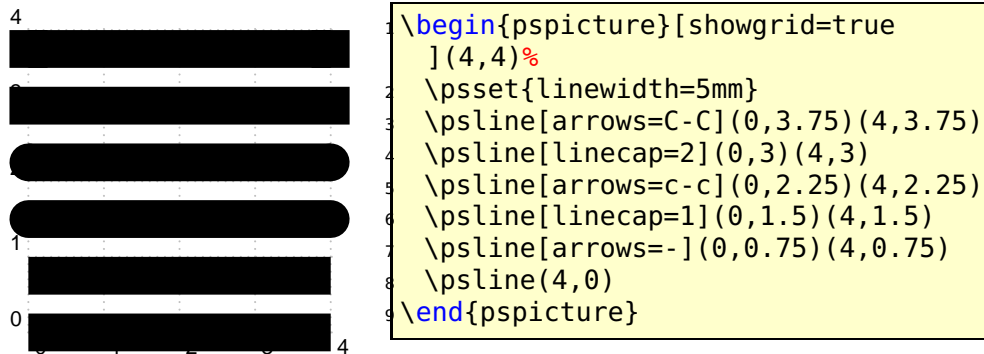 4
1
0
4
1 \begin{pspicture}[showgrid=true
](4,4)%
2 \psset{linewidth=5mm}
3 \psline[arrows=C-C](0,3.75)(4,3.75)
4 \psline[linecap=2](0,3)(4,3)
5 \psline[arrows=c-c](0,2.25)(4,2.25)
6 \psline[linecap=1](0,1.5)(4,1.5)
7 \psline[arrows=-](0,0.75)(4,0.75)
8 \psline(4,0)
9 \end{pspicture}